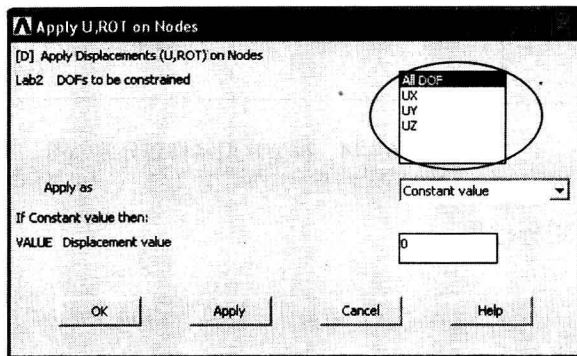 Apply U,ROT on Nodes
[D] Apply Displacements (U,ROT) on Nodes
Lab2 DOFs to be constrained
All DOF
UX
UY
UZ
Apply as
Constant value
If Constant value then:
VALUE Displacement value
0
OK Apply Cancel Help